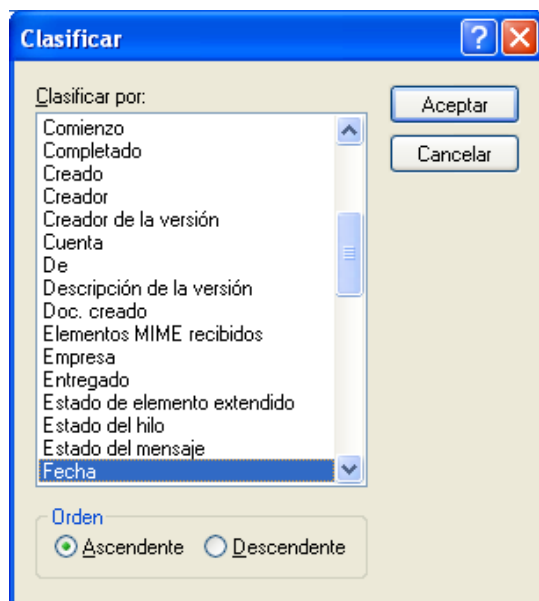 Clasificar
Clasificar por:
Aceptar
Cancelar
Comienzo
Completado
Creado
Creador
Creador de la versión
Cuenta
De
Descripción de la versión
Doc. creado
Elementos MIME recibidos
Empresa
Entregado
Estado de elemento extendido
Estado del hilo
Estado del mensaje
Fecha
Orden
Ascendente Descendente